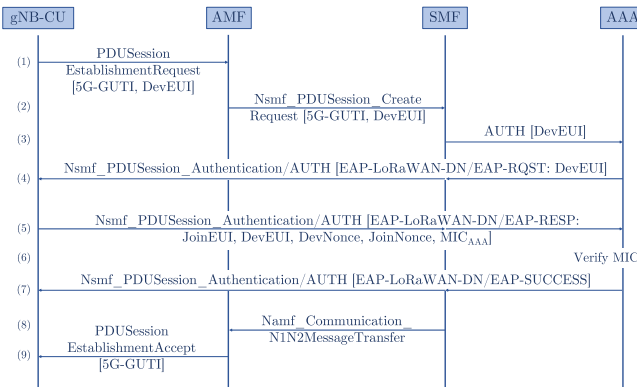 gNB-CU AMF SMF AAA
PDUSession
(1)
EstablishmentRequest
[5G-GUTI, DevEUI]
Nsmf_PDUSession_Create
(2)
Request [5G-GUTI, DevEUI]
AUTH [DevEUI]
(3)
Nsmf_PDUSession_Authentication/AUTH [EAP-LoRaWAN-DN/EAP-RQST: DevEUI]
(4)
Nsmf_PDUSession_Authentication/AUTH [EAP-LoRaWAN-DN/EAP-RESP:
(5)
JoinEUI, DevEUI, DevNonce, JoinNonce, MICAAA]
(6) Verify MIC
Nsmf_PDUSession_Authentication/AUTH [EAP-LoRaWAN-DN/EAP-SUCCESS]
(7)
Namf_Communication_
(8)
N1N2MessageTransfer
PDUSession
EstablishmentAccept
(9)
[5G-GUTI]